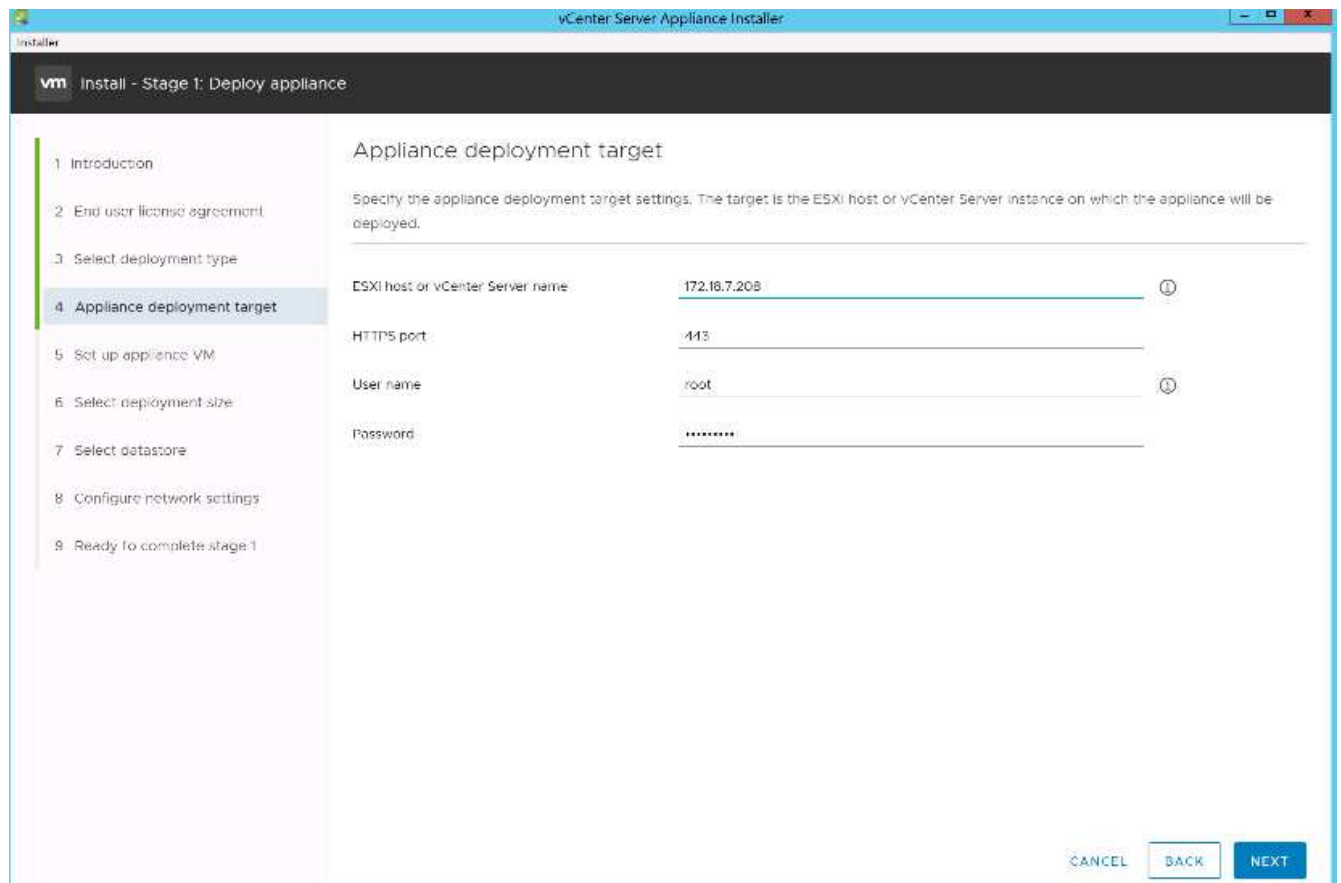 vCenter Server Appliance Installer
Installer
vm Install - Stage 1: Deploy appliance
1 Introduction
2 End user license agreement
3 Select deployment type
4 Appliance deployment target
5 Set up appliance VM
6 Select deployment size
7 Select datastore
8 Configure network settings
9 Ready to complete stage 1
Appliance deployment target
Specify the appliance deployment target settings. The target is the ESXi host or vCenter Server instance on which the appliance will be
deployed.
ESXi host or vCenter Server name 172.18.7.208
HTTPS port 443
User name root
Password •••••••••
CANCEL BACK NEXT